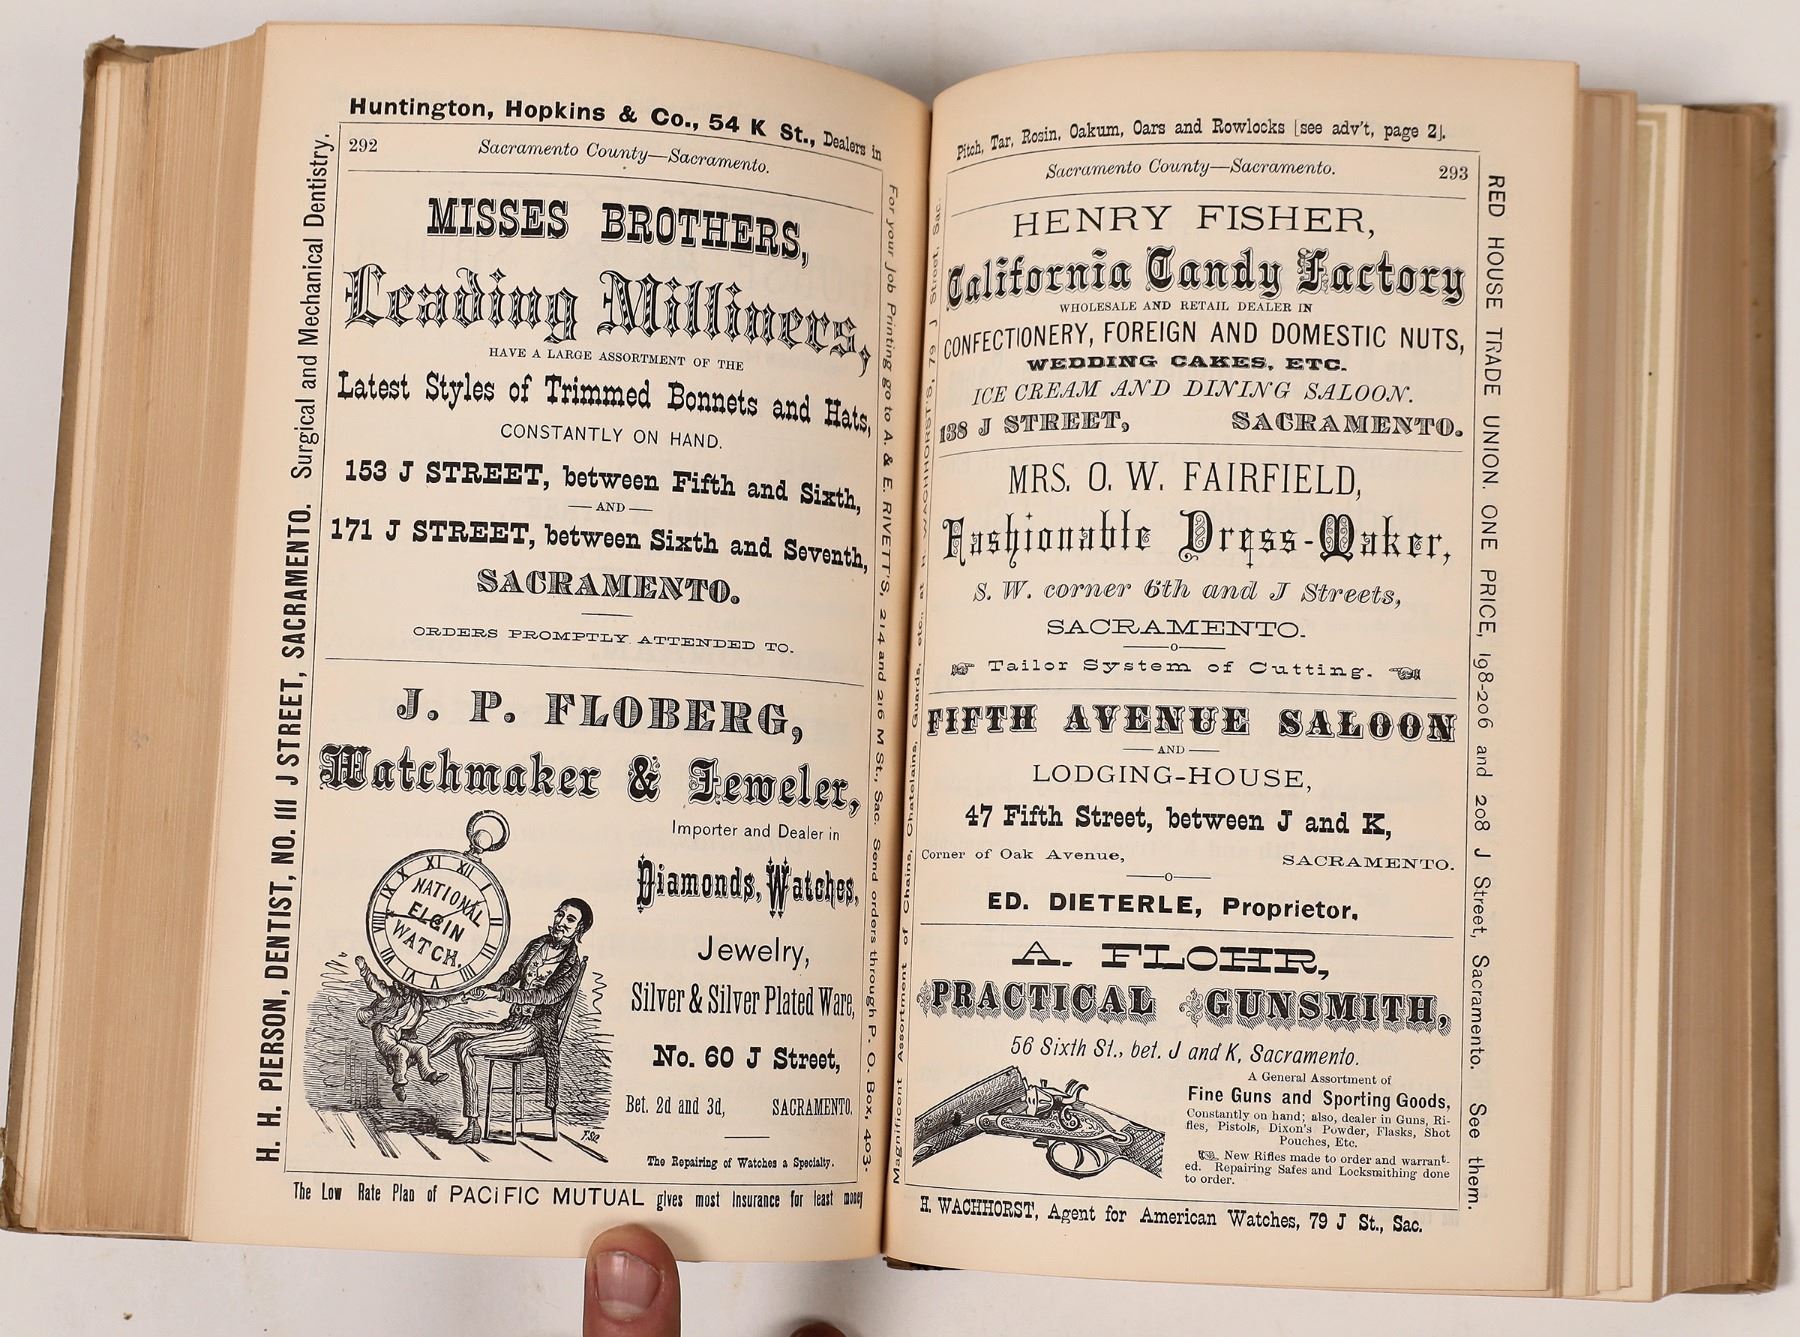 Huntington, Hopkins & Co., 54 K St., Dealers in
292 Sacramento County—Sacramento.
MISSES BROTHERS,
Leading Milliners,
HAVE A LARGE ASSORTMENT OF THE
Latest Styles of Trimmed Bonnets and Hats,
CONSTANTLY ON HAND.
153 J STREET, between Fifth and Sixth,
—AND—
171 J STREET, between Sixth and Seventh,
SACRAMENTO.
ORDERS PROMPTLY ATTENDED TO.
J. P. FLOBERG,
Watchmaker & Jeweler,
Importer and Dealer in
Diamonds, Watches,
Jewelry,
Silver & Silver Plated Ware,
No. 60 J Street,
Bet. 2d and 3d, SACRAMENTO.
The Repairing of Watches a Specialty.
XII I II III IV V VI VII VIII IX X XI
NATIONAL
ELGIN
WATCH.
The Low Rate Plan of PACIFIC MUTUAL gives most Insurance for least money
H. H. PIERSON, DENTIST, NO. 111 J STREET, SACRAMENTO. Surgical and Mechanical Dentistry.
For your Job Printing go to A. & E. RIVETT'S, 214 and 216 M St., Sac. Send orders through P. O. Box, 403.
Pitch, Tar, Rosin, Oakum, Oars and Rowlocks [see adv't, page 2].
Sacramento County—Sacramento. 293
HENRY FISHER,
California Candy Factory
WHOLESALE AND RETAIL DEALER IN
CONFECTIONERY, FOREIGN AND DOMESTIC NUTS,
WEDDING CAKES, ETC.
ICE CREAM AND DINING SALOON.
138 J STREET, SACRAMENTO.
MRS. O. W. FAIRFIELD,
Fashionable Dress-Maker,
S. W. corner 6th and J Streets,
SACRAMENTO.
Tailor System of Cutting.
FIFTH AVENUE SALOON
—AND—
LODGING-HOUSE,
47 Fifth Street, between J and K,
Corner of Oak Avenue, SACRAMENTO.
ED. DIETERLE, Proprietor.
A. FLOHR,
PRACTICAL GUNSMITH,
56 Sixth St., bet. J and K, Sacramento.
A General Assortment of
Fine Guns and Sporting Goods,
Constantly on hand; also, dealer in Guns, Ri-
fles, Pistols, Dixon's Powder, Flasks, Shot
Pouches, Etc.
New Rifles made to order and warrant-
ed. Repairing Safes and Locksmithing done
to order.
H. WACHHORST, Agent for American Watches, 79 J St., Sac.
Magnificent Assortment of Chains, Chatelains, Guards, etc., at H. WACHHORST'S, 79 J Street, Sac.
RED HOUSE TRADE UNION. ONE PRICE, 198-206 and 208 J Street, Sacramento. See them.